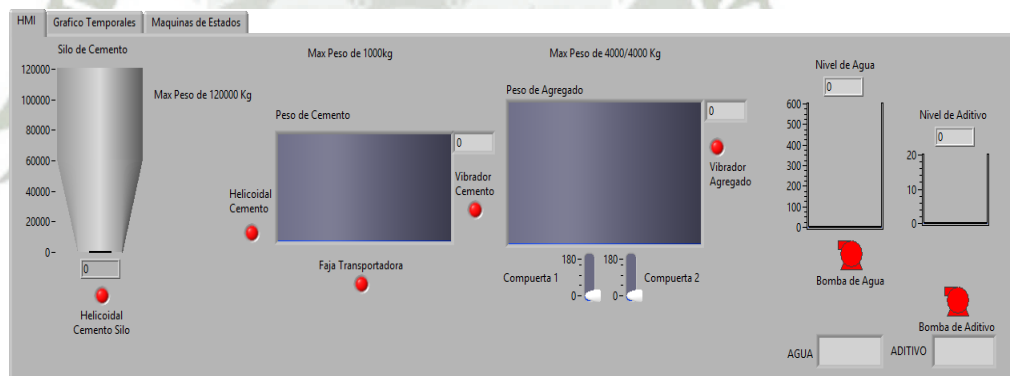 HMI
Grafico Temporales
Maquinas de Estados
Silo de Cemento
120000
100000
80000
60000
40000
20000
0
Max Peso de 120000 Kg
0
Helicoidal
Cemento Silo
Max Peso de 1000kg
Peso de Cemento
0
Helicoidal
Cemento
Vibrador
Cemento
Faja Transportadora
Max Peso de 4000/4000 Kg
Peso de Agregado
0
Vibrador
Agregado
Compuerta 1
180
0
180
0
Compuerta 2
Nivel de Agua
0
600
500
400
300
200
100
0
Bomba de Agua
Nivel de Aditivo
0
20
10
0
Bomba de Aditivo
AGUA
ADITIVO